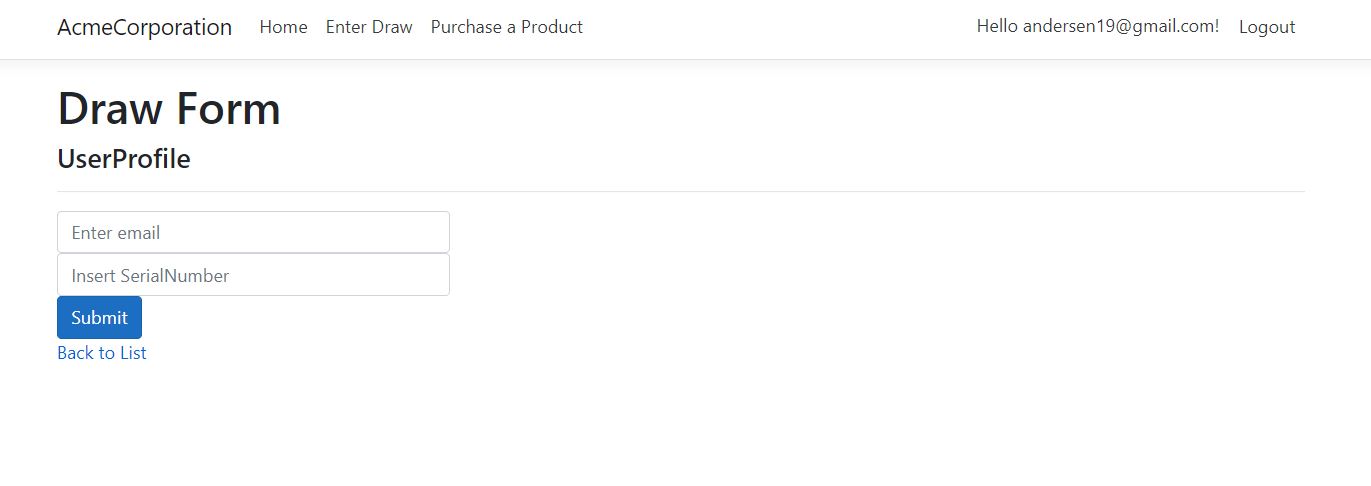 AcmeCorporation Home Enter Draw Purchase a Product Hello andersen19@gmail.com! Logout
Draw Form
UserProfile
Enter email
Insert SerialNumber
Submit
Back to List